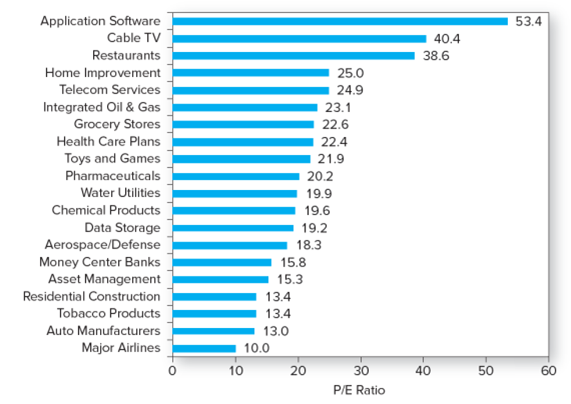 Application Software 53.4
Cable TV 40.4
Restaurants 38.6
Home Improvement 25.0
Telecom Services 24.9
Integrated Oil & Gas 23.1
Grocery Stores 22.6
Health Care Plans 22.4
Toys and Games 21.9
Pharmaceuticals 20.2
Water Utilities 19.9
Chemical Products 19.6
Data Storage 19.2
Aerospace/Defense 18.3
Money Center Banks 15.8
Asset Management 15.3
Residential Construction 13.4
Tobacco Products 13.4
Auto Manufacturers 13.0
Major Airlines 10.0
0 10 20 30 40 50 60
P/E Ratio